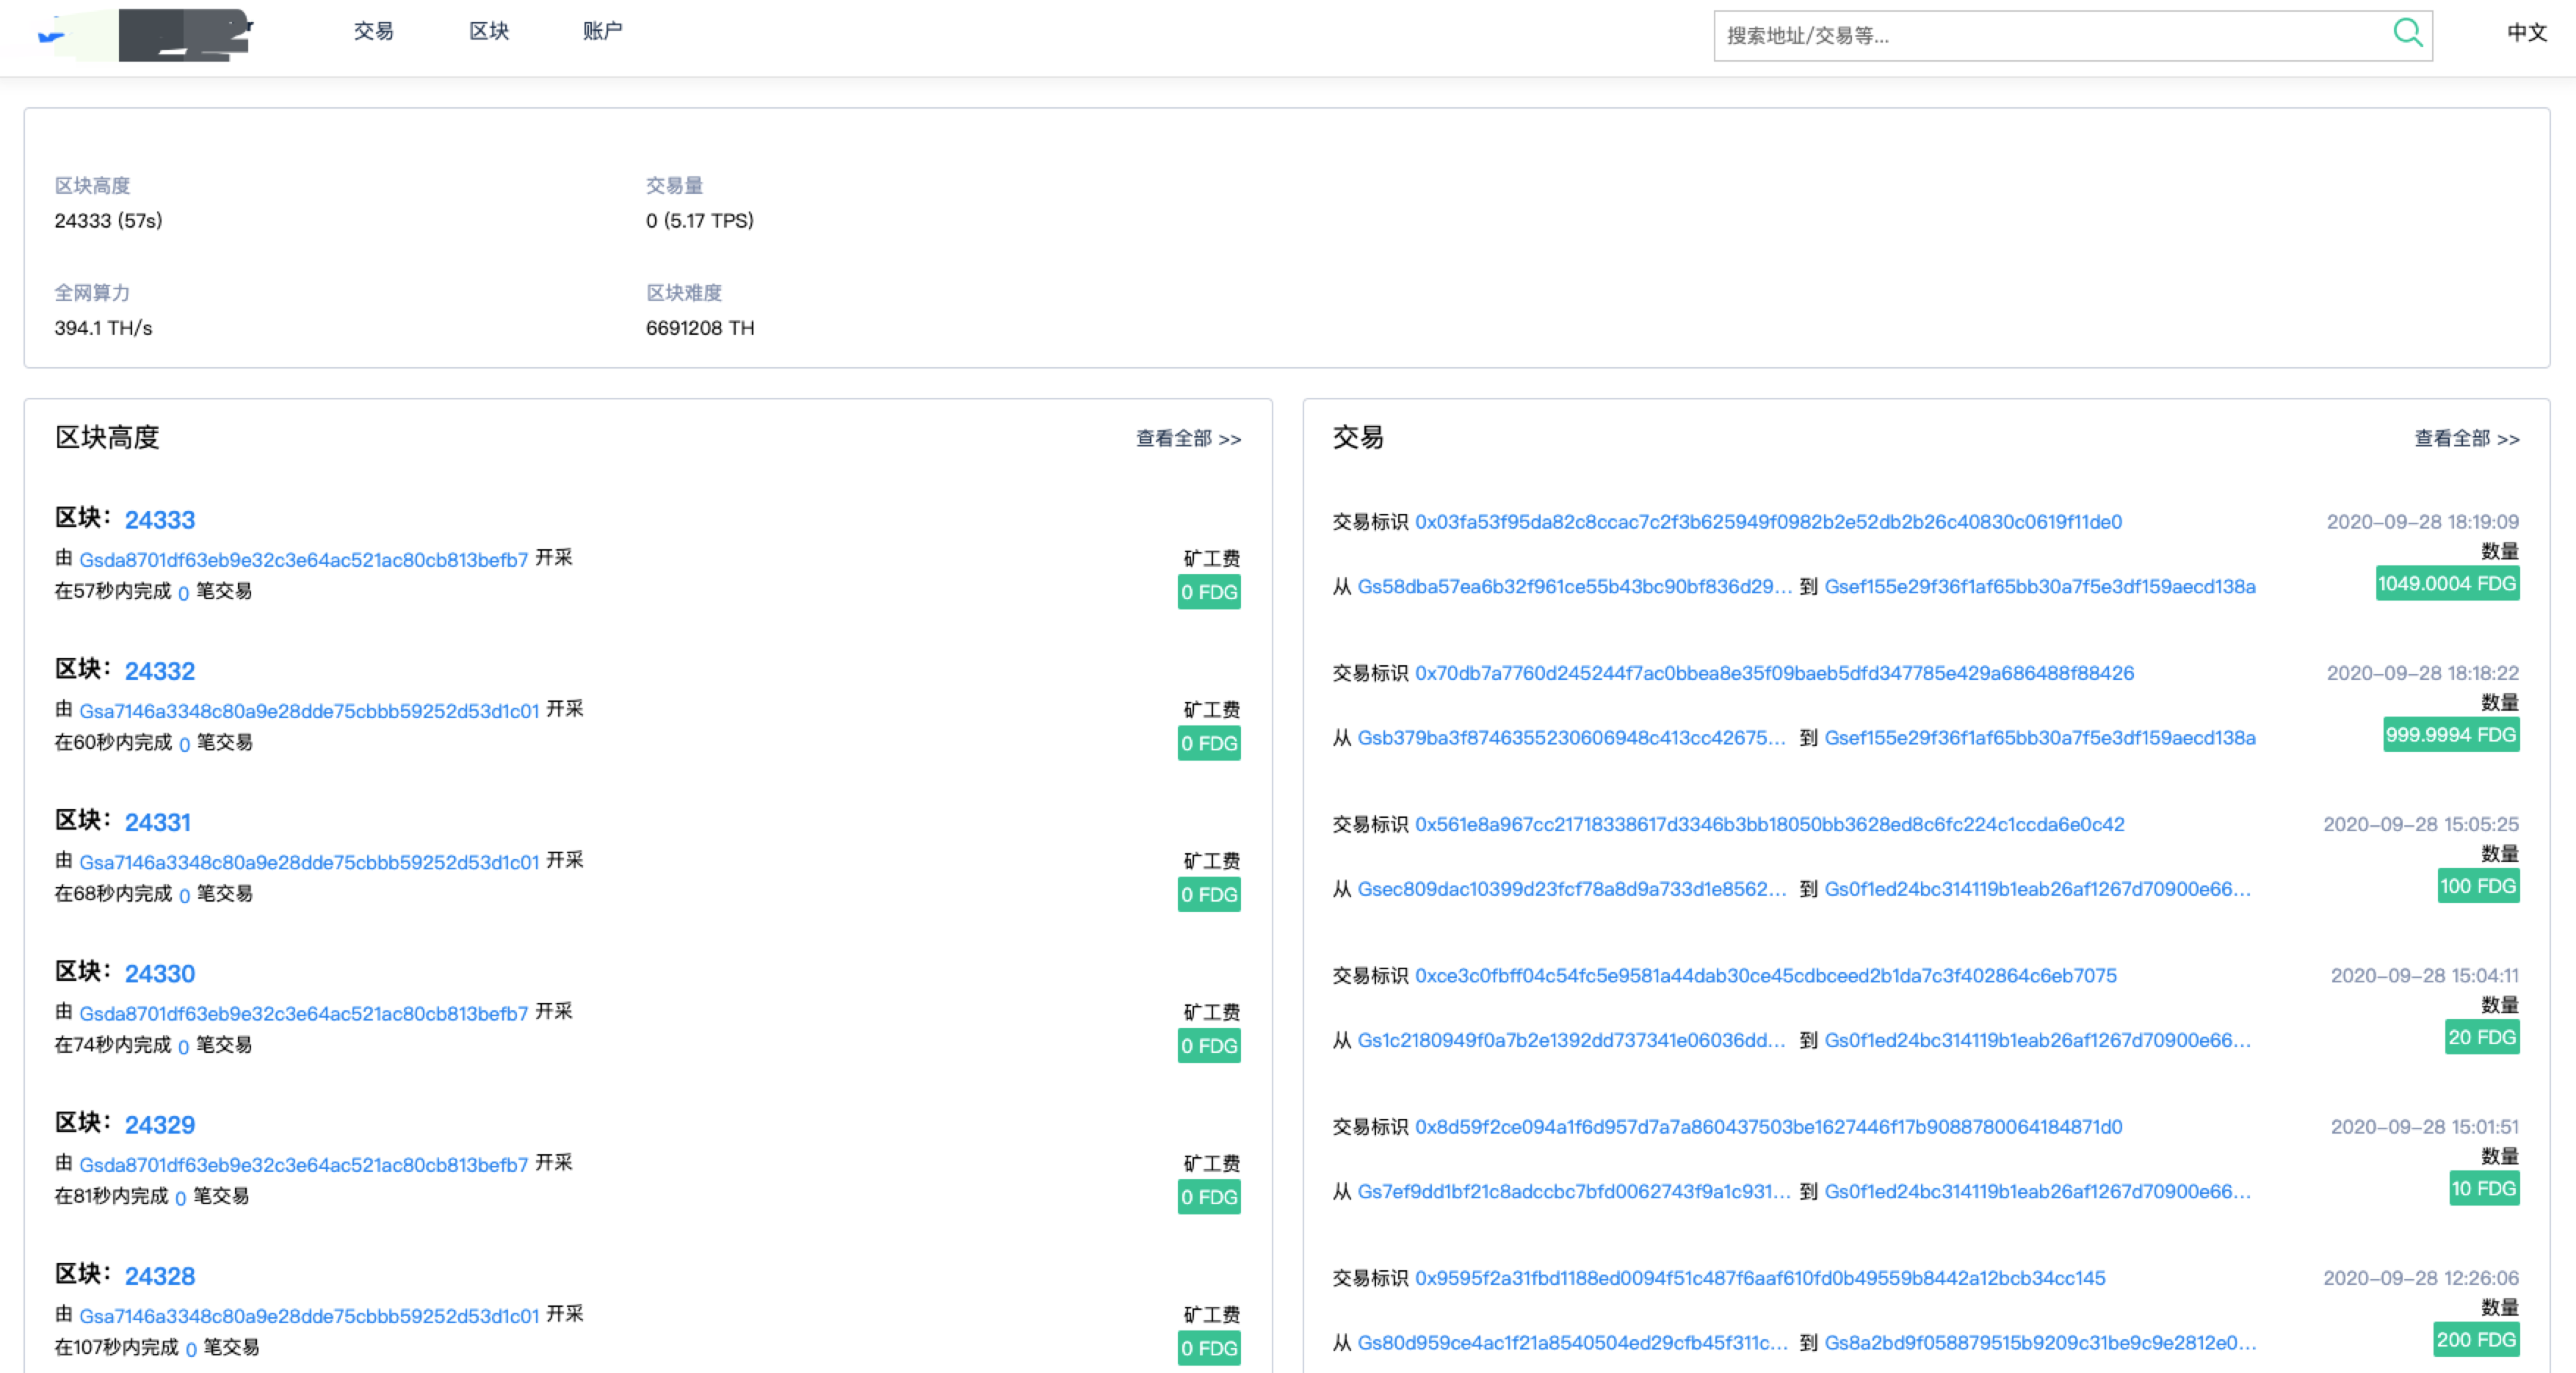 交易 区块 账户 搜索地址/交易等... 中文
区块高度 交易量
24333 (57s) 0 (5.17 TPS)
全网算力 区块难度
394.1 TH/s 6691208 TH
区块高度 查看全部 >>
区块： 24333
由 Gsda8701df63eb9e32c3e64ac521ac80cb813befb7 开采 矿工费
在57秒内完成 0 笔交易 0 FDG
区块： 24332
由 Gsa7146a3348c80a9e28dde75cbbb59252d53d1c01 开采 矿工费
在60秒内完成 0 笔交易 0 FDG
区块： 24331
由 Gsa7146a3348c80a9e28dde75cbbb59252d53d1c01 开采 矿工费
在68秒内完成 0 笔交易 0 FDG
区块： 24330
由 Gsda8701df63eb9e32c3e64ac521ac80cb813befb7 开采 矿工费
在74秒内完成 0 笔交易 0 FDG
区块： 24329
由 Gsda8701df63eb9e32c3e64ac521ac80cb813befb7 开采 矿工费
在81秒内完成 0 笔交易 0 FDG
区块： 24328
由 Gsa7146a3348c80a9e28dde75cbbb59252d53d1c01 开采 矿工费
在107秒内完成 0 笔交易 0 FDG
交易 查看全部 >>
交易标识 0x03fa53f95da82c8ccac7c2f3b625949f0982b2e52db2b26c40830c0619f11de0 2020-09-28 18:19:09
数量
从 Gs58dba57ea6b32f961ce55b43bc90bf836d29... 到 Gsef155e29f36f1af65bb30a7f5e3df159aecd138a 1049.0004 FDG
交易标识 0x70db7a7760d245244f7ac0bbea8e35f09baeb5dfd347785e429a686488f88426 2020-09-28 18:18:22
数量
从 Gsb379ba3f8746355230606948c413cc42675... 到 Gsef155e29f36f1af65bb30a7f5e3df159aecd138a 999.9994 FDG
交易标识 0x561e8a967cc21718338617d3346b3bb18050bb3628ed8c6fc224c1ccda6e0c42 2020-09-28 15:05:25
数量
从 Gsec809dac10399d23fcf78a8d9a733d1e8562... 到 Gs0f1ed24bc314119b1eab26af1267d70900e66... 100 FDG
交易标识 0xce3c0fbff04c54fc5e9581a44dab30ce45cdbceed2b1da7c3f402864c6eb7075 2020-09-28 15:04:11
数量
从 Gs1c2180949f0a7b2e1392dd737341e06036dd... 到 Gs0f1ed24bc314119b1eab26af1267d70900e66... 20 FDG
交易标识 0x8d59f2ce094a1f6d957d7a7a860437503be1627446f17b9088780064184871d0 2020-09-28 15:01:51
数量
从 Gs7ef9dd1bf21c8adccbc7bfd0062743f9a1c931... 到 Gs0f1ed24bc314119b1eab26af1267d70900e66... 10 FDG
交易标识 0x9595f2a31fbd1188ed0094f51c487f6aaf610fd0b49559b8442a12bcb34cc145 2020-09-28 12:26:06
数量
从 Gs80d959ce4ac1f21a8540504ed29cfb45f311c... 到 Gs8a2bd9f058879515b9209c31be9c9e2812e0... 200 FDG